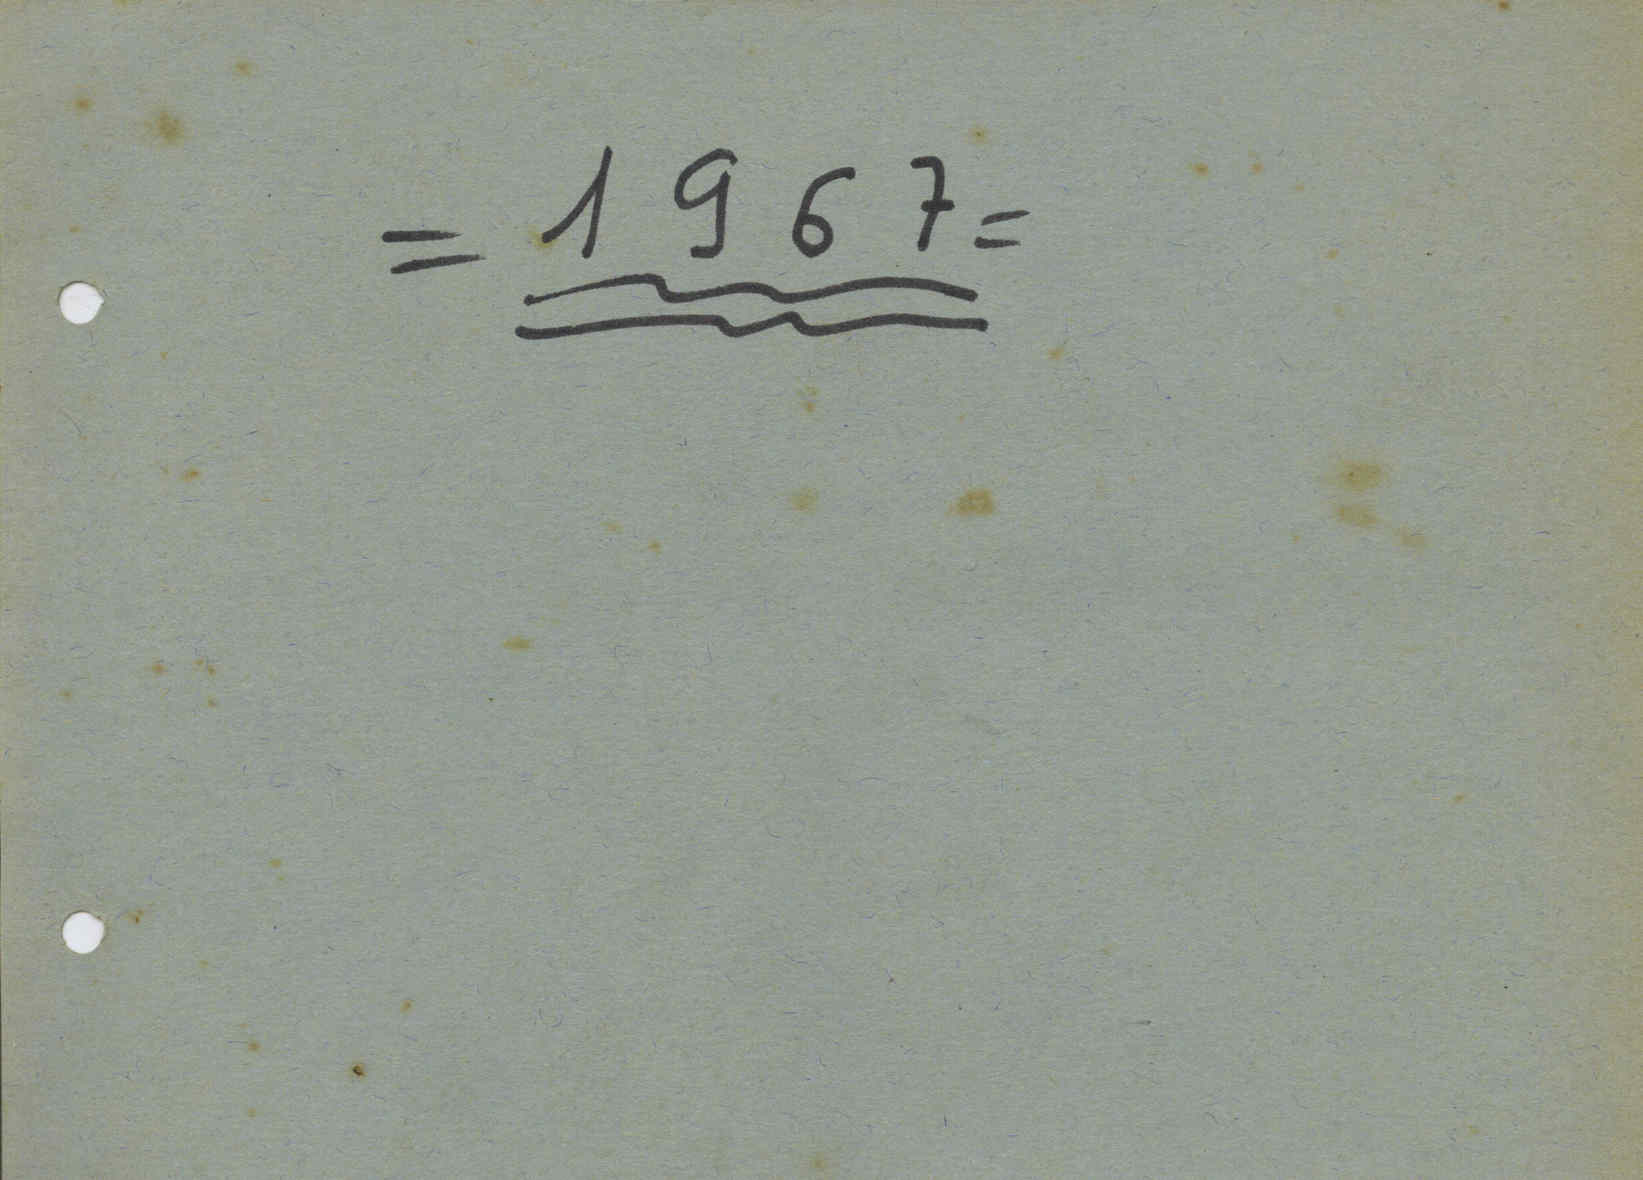 = 1967 =